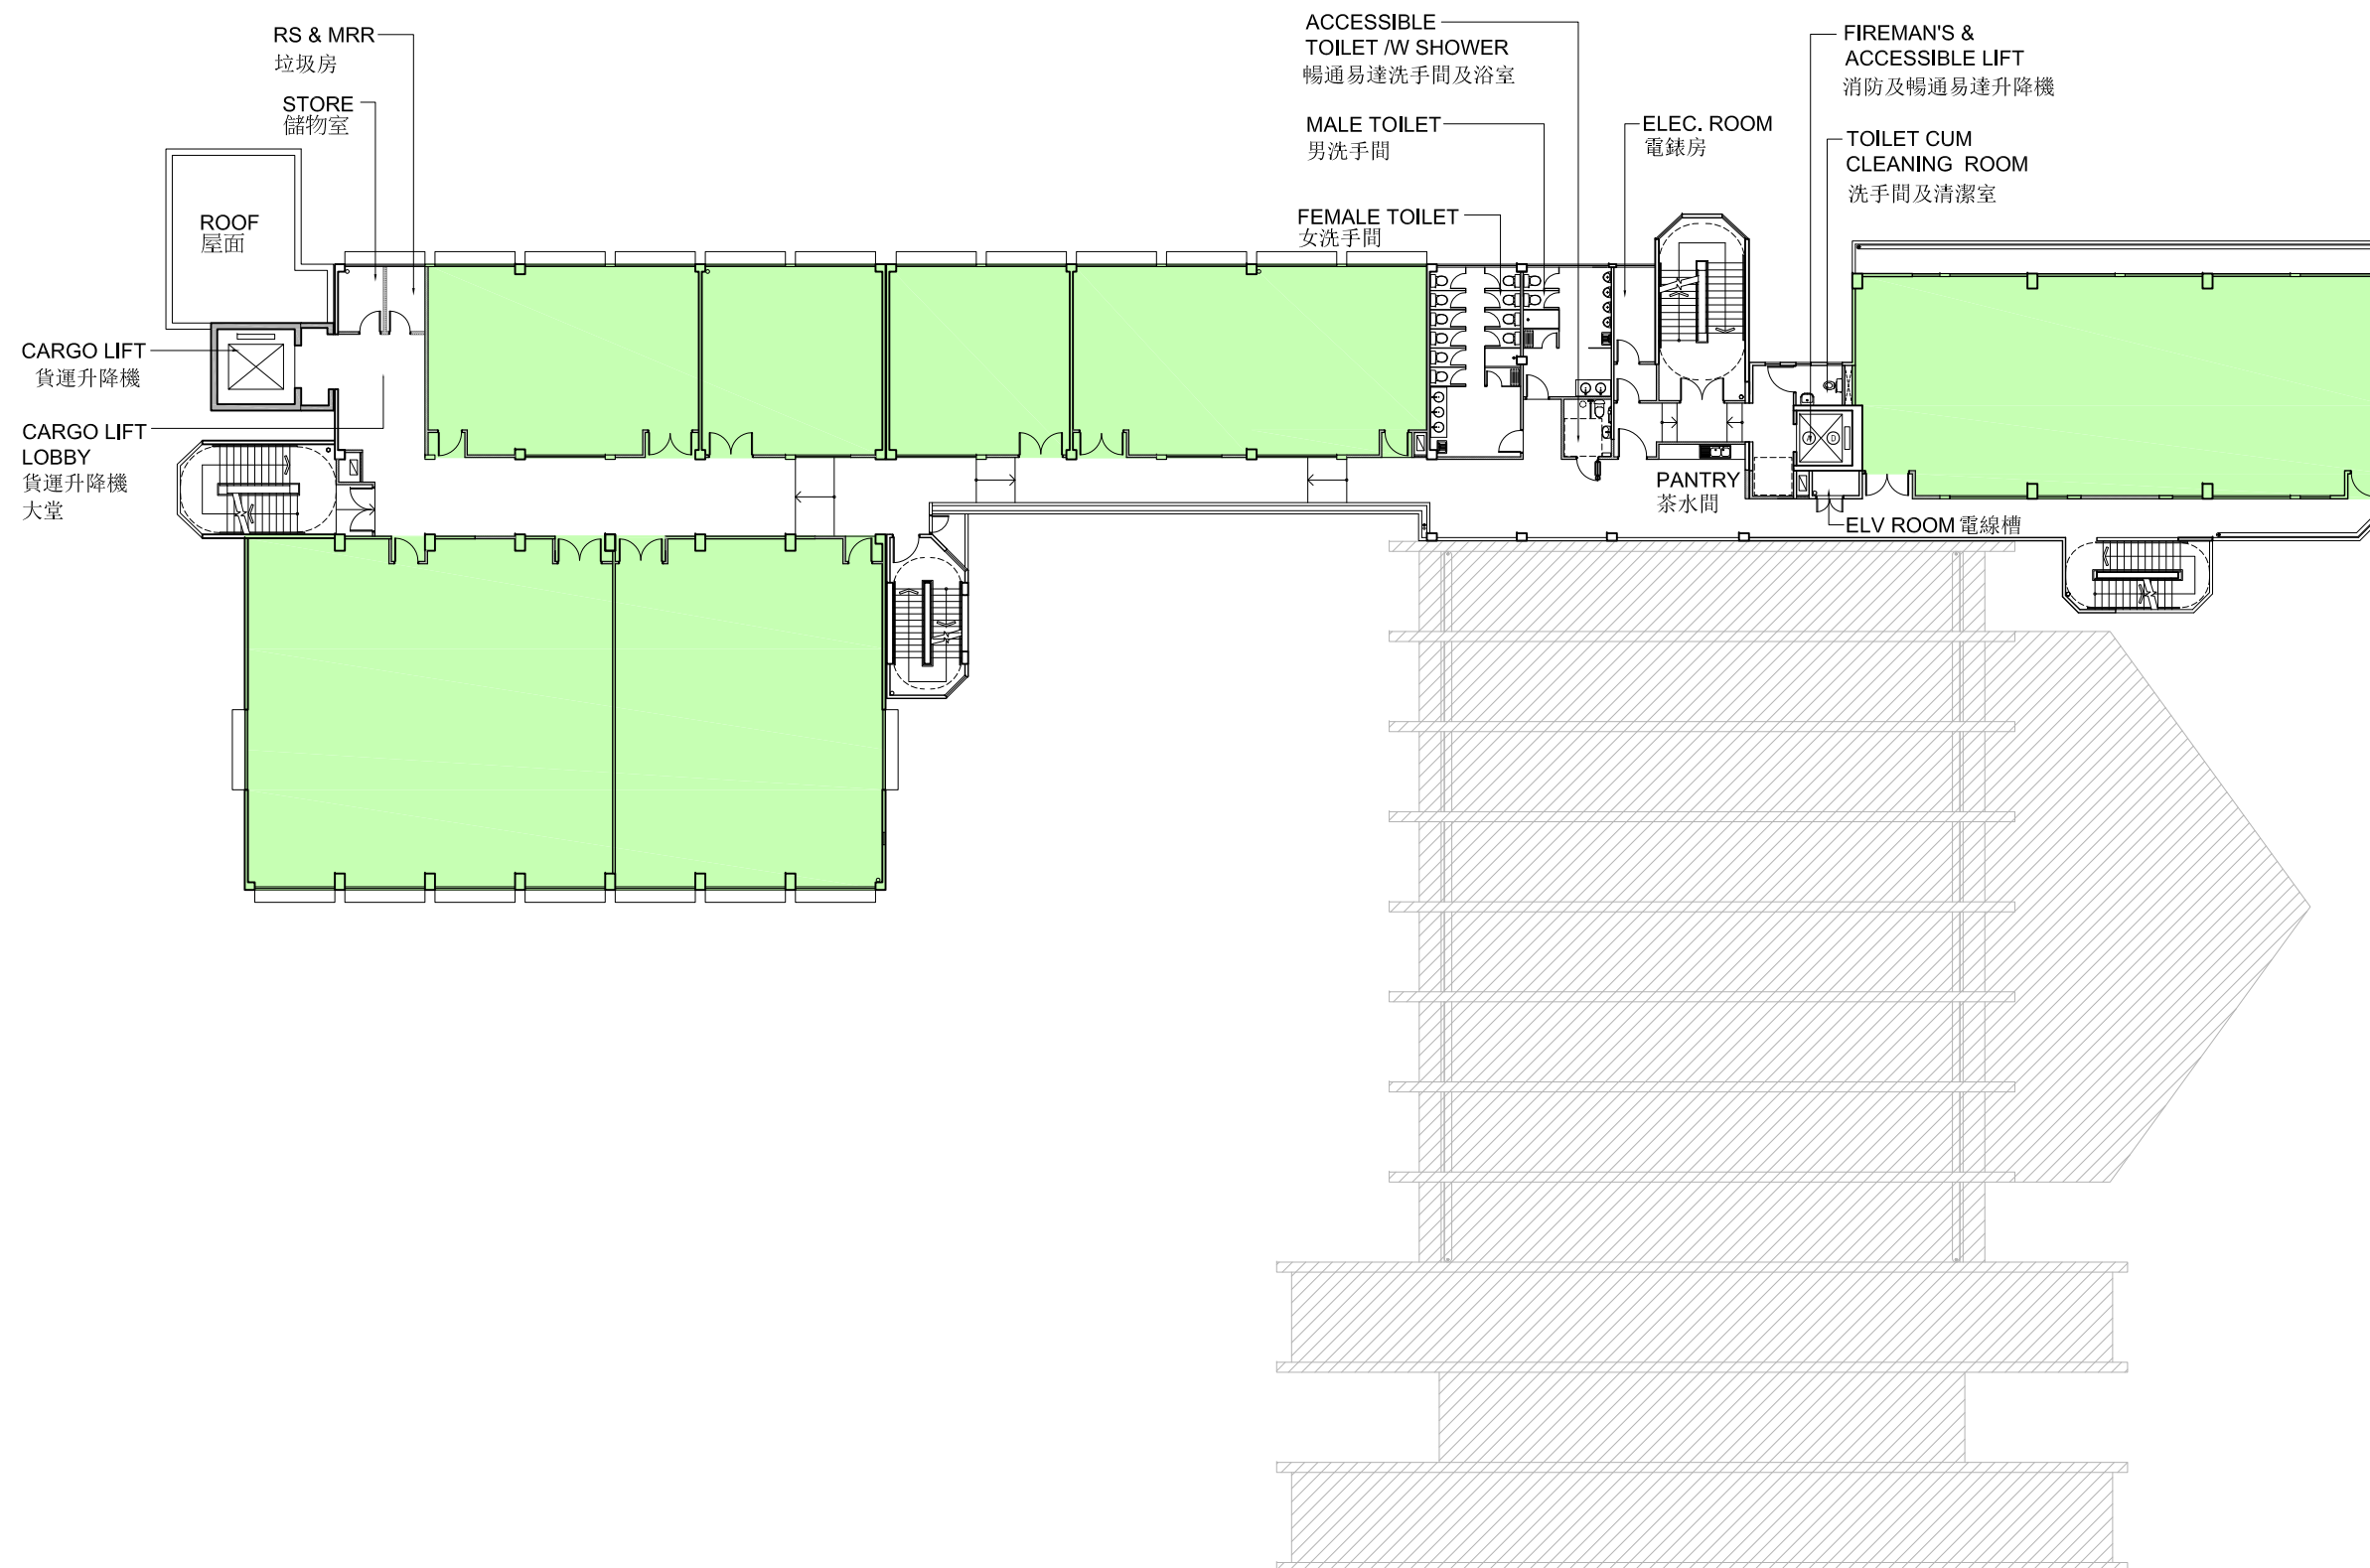 RS & MRR
垃圾房
STORE
儲物室
ROOF
屋面
CARGO LIFT
貨運升降機
CARGO LIFT
LOBBY
貨運升降機
大堂
ACCESSIBLE
TOILET /W SHOWER
暢通易達洗手間及浴室
MALE TOILET
男洗手間
FEMALE TOILET
女洗手間
ELEC. ROOM
電錶房
FIREMAN'S &
ACCESSIBLE LIFT
消防及暢通易達升降機
TOILET CUM
CLEANING ROOM
洗手間及清潔室
PANTRY
茶水間
ELV ROOM 電線槽